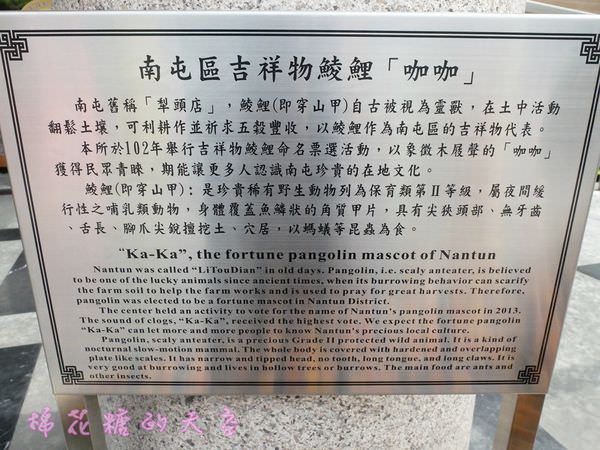 南屯區吉祥物鯪鯉「咖咖」
南屯舊稱「犁頭店」，鯪鯉(即穿山甲)自古被視為靈獸，在土中活動
翻鬆土壤，可利耕作並祈求五穀豐收，以鯪鯉作為南屯區的吉祥物代表。
本所於102年舉行吉祥物鯪鯉命名票選活動，以象徵木屐聲的「咖咖」
獲得民眾青睞，期能讓更多人認識南屯珍貴的在地文化。
鯪鯉(即穿山甲)：是珍貴稀有野生動物列為保育類第Ⅱ等級，屬夜間緩
行性之哺乳類動物，身體覆蓋魚鱗狀的角質甲片，具有尖狹頭部、無牙齒
、舌長、腳爪尖銳擅挖土、穴居，以螞蟻等昆蟲為食。
"Ka-Ka", the fortune pangolin mascot of Nantun
Nantun was called "LiTouDian" in old days. Pangolin, i.e. scaly anteater, is believed
to be one of the lucky animals since ancient times, when its burrowing behavior can scarify
the farm soil to help the farm works and is used to pray for great harvests. Therefore,
pangolin was elected to be a fortune mascot in Nantun District.
The center held an activity to vote for the name of Nantun's pangolin mascot in 2013.
The sound of clogs, "Ka-Ka", received the highest vote. We expect the fortune pangolin
"Ka-Ka" can let more and more people to know Nantun's precious local culture.
Pangolin, scaly anteater, is a precious Grade II protected wild animal. It is a kind of
nocturnal slow-motion mammal. The whole body is covered with hardened and overlapping
plate like scales. It has narrow and tipped head, no tooth, long tongue, and long claws. It is
very good at burrowing and lives in hollow trees or burrows. The main food are ants and
other insects.
棉花糖的天空